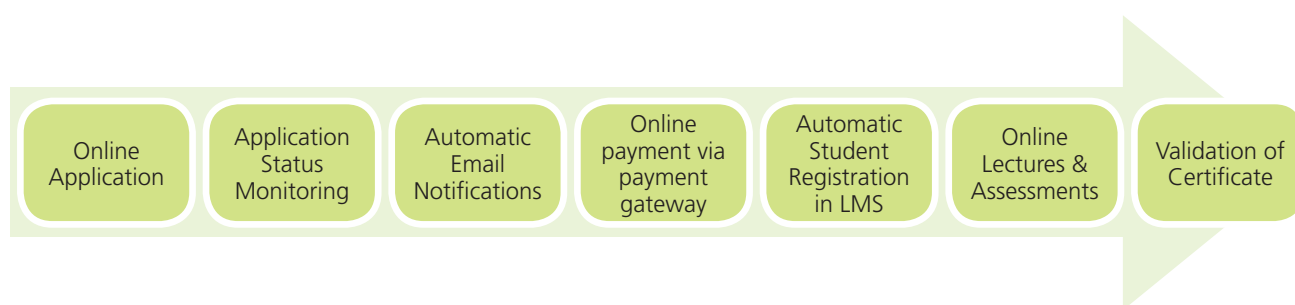 Online
Application
Application
Status
Monitoring
Automatic
Email
Notifications
Online
payment via
payment
gateway
Automatic
Student
Registration
in LMS
Online
Lectures &
Assessments
Validation of
Certificate